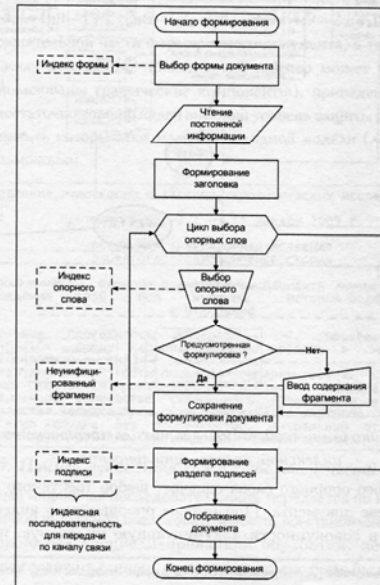 Начало формирования
Индекс формы
Выбор формы документа
Чтение
постоянной
информации
Формирование
заголовка
Цикл выбора
опорных слов
Индекс
опорного
слова
Выбор
опорного
слова
Предусмотренная
формулировка ?
Нет
Да
Неунифици-
рованный
фрагмент
Ввод содержания
фрагмента
Сохранение
формулировки документа
Индекс
подписи
Формирование
раздела подписей
Индексная
последовательность
для передачи
по каналу связи
Отображение
документа
Конец формирования